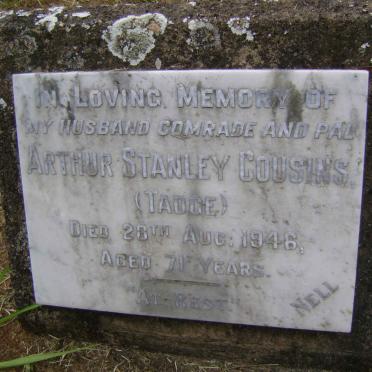 In Loving Memory of
My Husband Comrade and Pal
Arthur Stanley Cousins.
(Tadge)
Died 28th Aug. 1946,
Aged 71 Years.
"At Rest"
Nell